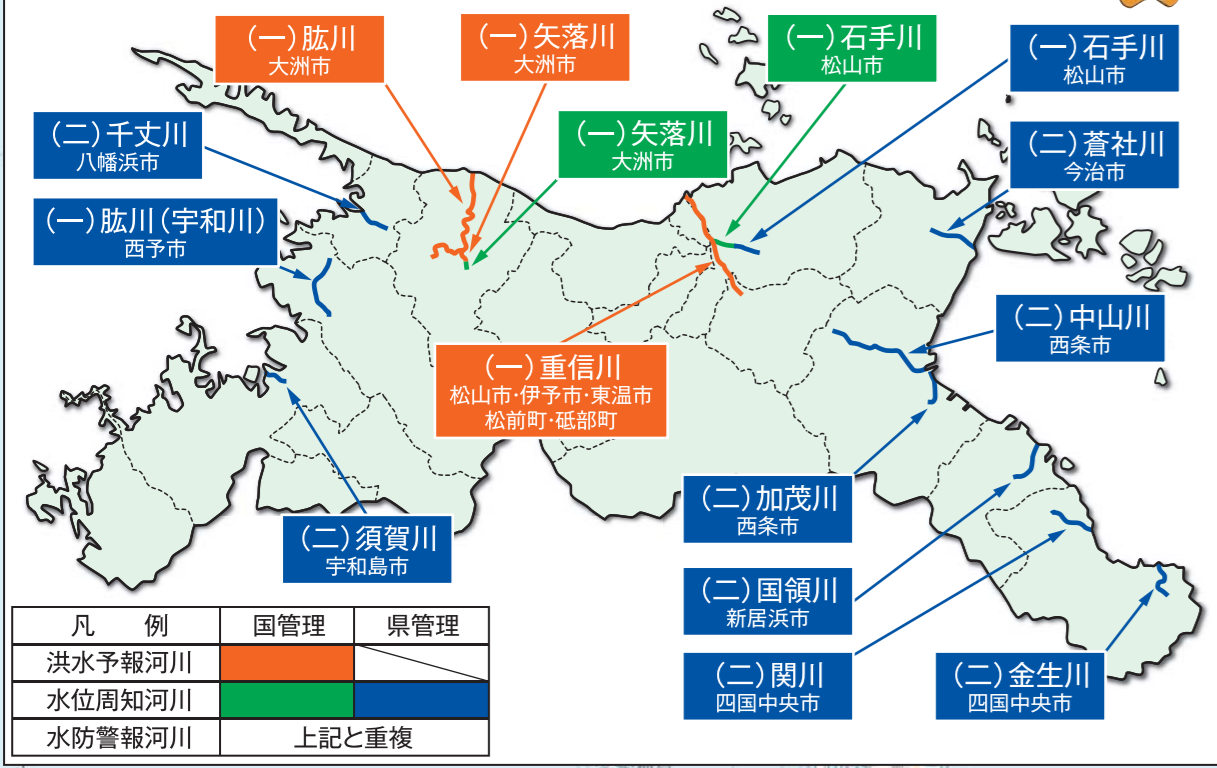 （一）肱川
大洲市
（一）矢落川
大洲市
（一）石手川
松山市
（一）石手川
松山市
（二）千丈川
八幡浜市
（一）矢落川
大洲市
（二）蒼社川
今治市
（一）肱川（宇和川）
西予市
（二）中山川
西条市
（一）重信川
松山市・伊予市・東温市
松前町・砥部町
（二）加茂川
西条市
（二）須賀川
宇和島市
（二）国領川
新居浜市
（二）関川
四国中央市
（二）金生川
四国中央市
凡　例 国管理 県管理
洪水予報河川
水位周知河川
水防警報河川 上記と重複